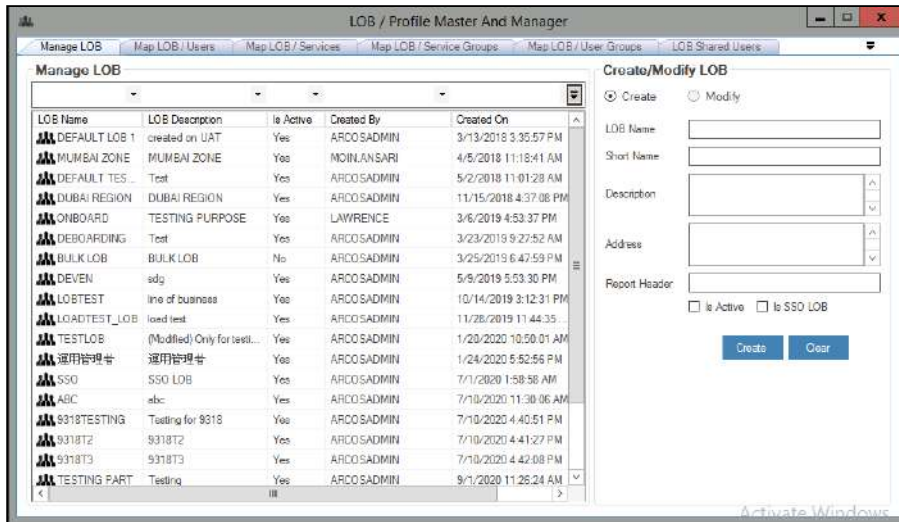 LOB / Profile Master And Manager
Manage LOB Map LOB / Users Map LOB / Services Map LOB / Service Groups Map LOB / User Groups LOB Shared Users
Manage LOB
LOB Name LOB Description Is Active Created By Created On
DEFAULT LOB 1 created on UAT Yes ARCOSADMIN 3/13/2018 3:35:57 PM
MUMBAI ZONE MUMBAI ZONE Yes MOIN.ANSARI 4/5/2018 11:18:41 AM
DEFAULT TES... Test Yes ARCOSADMIN 5/2/2018 11:01:28 AM
DUBAI REGION DUBAI REGION Yes ARCOSADMIN 11/15/2018 4:37:08 PM
ONBOARD TESTING PURPOSE Yes LAWRENCE 3/6/2019 4:53:37 PM
DEBOARDING Test Yes ARCOSADMIN 3/23/2019 9:27:52 AM
BULK LOB BULK LOB No ARCOSADMIN 3/25/2019 6:47:59 PM
DEVEN sdg Yes ARCOSADMIN 5/9/2019 5:53:30 PM
LOBTEST line of business Yes ARCOSADMIN 10/14/2019 3:12:31 PM
LOADTEST_LOB load test Yes ARCOSADMIN 11/28/2019 11:44:35...
TESTLOB (Modified) Only for testi... Yes ARCOSADMIN 1/20/2020 10:50:01 AM
運用管理者 運用管理者 Yes ARCOSADMIN 1/24/2020 5:52:56 PM
SSO SSO LOB Yes ARCOSADMIN 7/1/2020 1:58:58 AM
ABC abc Yes ARCOSADMIN 7/10/2020 11:30:06 AM
9318TESTING Testing for 9318 Yes ARCOSADMIN 7/10/2020 4:40:51 PM
9318T2 9318T2 Yes ARCOSADMIN 7/10/2020 4:41:27 PM
9318T3 9318T3 Yes ARCOSADMIN 7/10/2020 4:42:08 PM
TESTING PART Testing Yes ARCOSADMIN 9/1/2020 11:26:24 AM
Create/Modify LOB
Create Modify
LOB Name
Short Name
Description
Address
Report Header
Is Active Is SSO LOB
Create Clear
Activate Windows